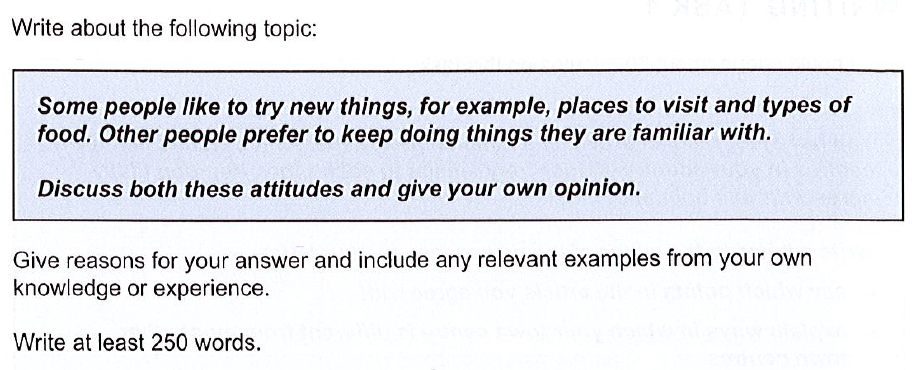 Write about the following topic:
Some people like to try new things, for example, places to visit and types of
food. Other people prefer to keep doing things they are familiar with.
Discuss both these attitudes and give your own opinion.
Give reasons for your answer and include any relevant examples from your own
knowledge or experience.
Write at least 250 words.